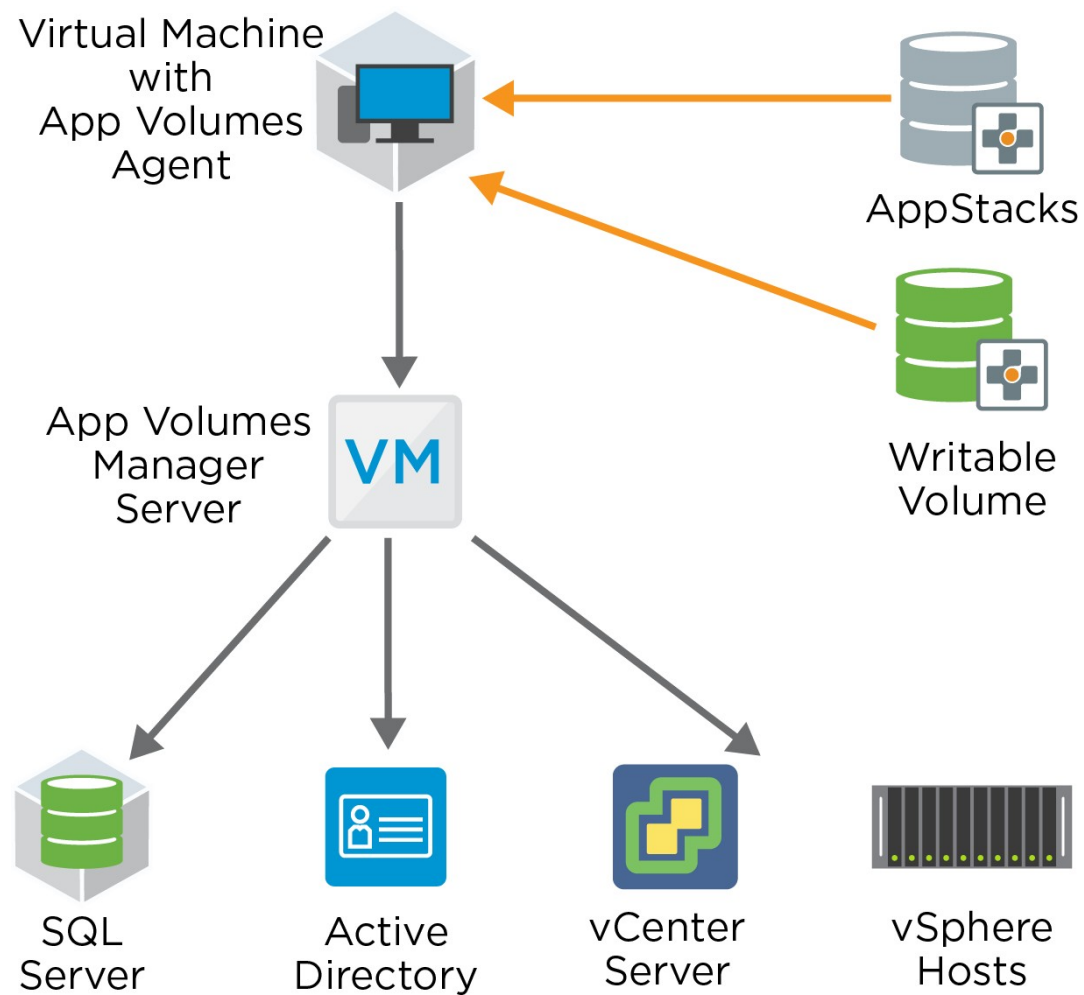 Virtual Machine
with
App Volumes
Agent
AppStacks
Writable
Volume
App Volumes
Manager
Server
VM
SQL
Server
Active
Directory
vCenter
Server
vSphere
Hosts